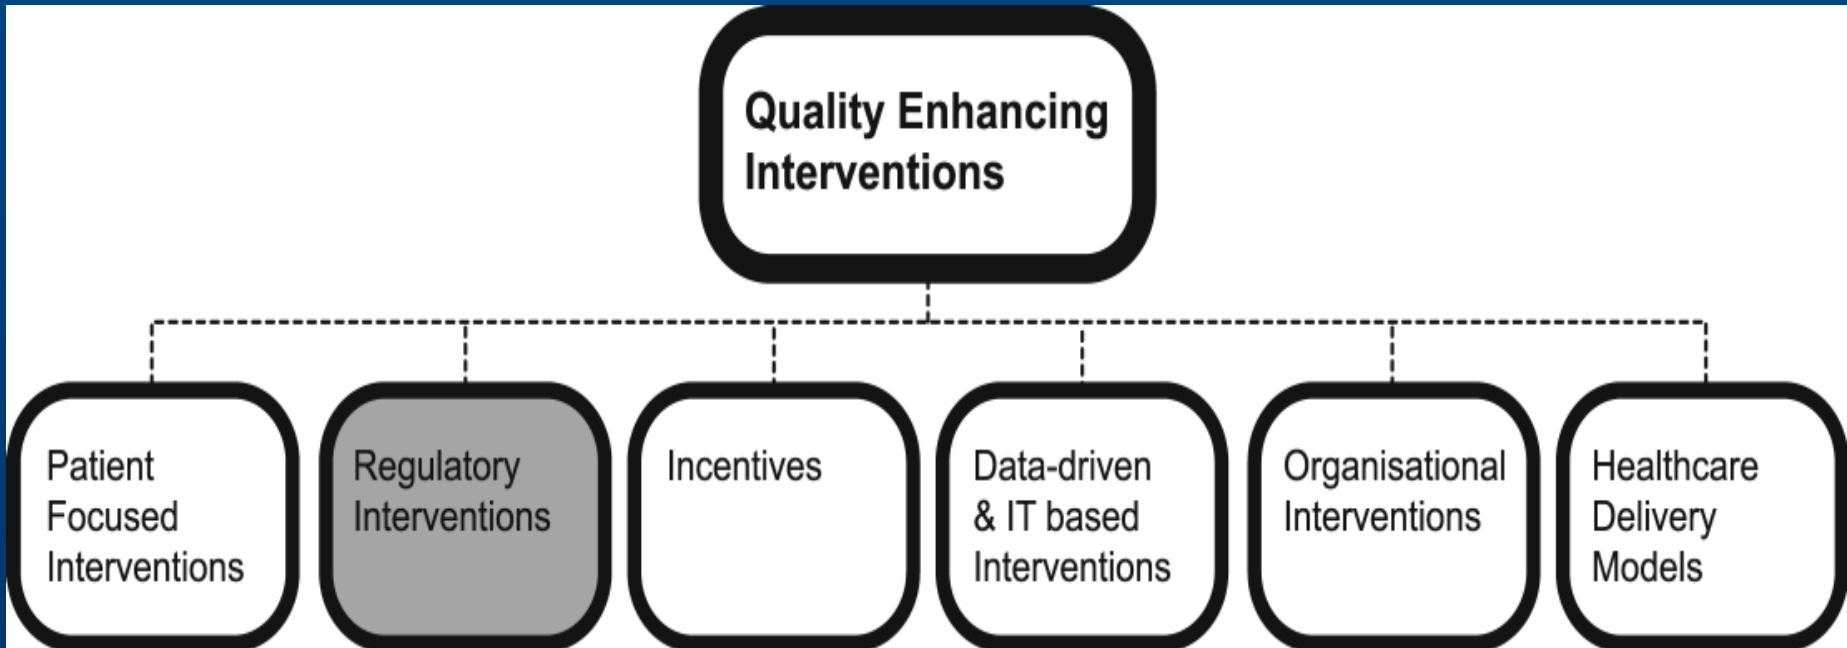 Quality Enhancing
Interventions
Patient
Focused
Interventions
Regulatory
Interventions
Incentives
Data-driven
& IT based
Interventions
Organisational
Interventions
Healthcare
Delivery
Models